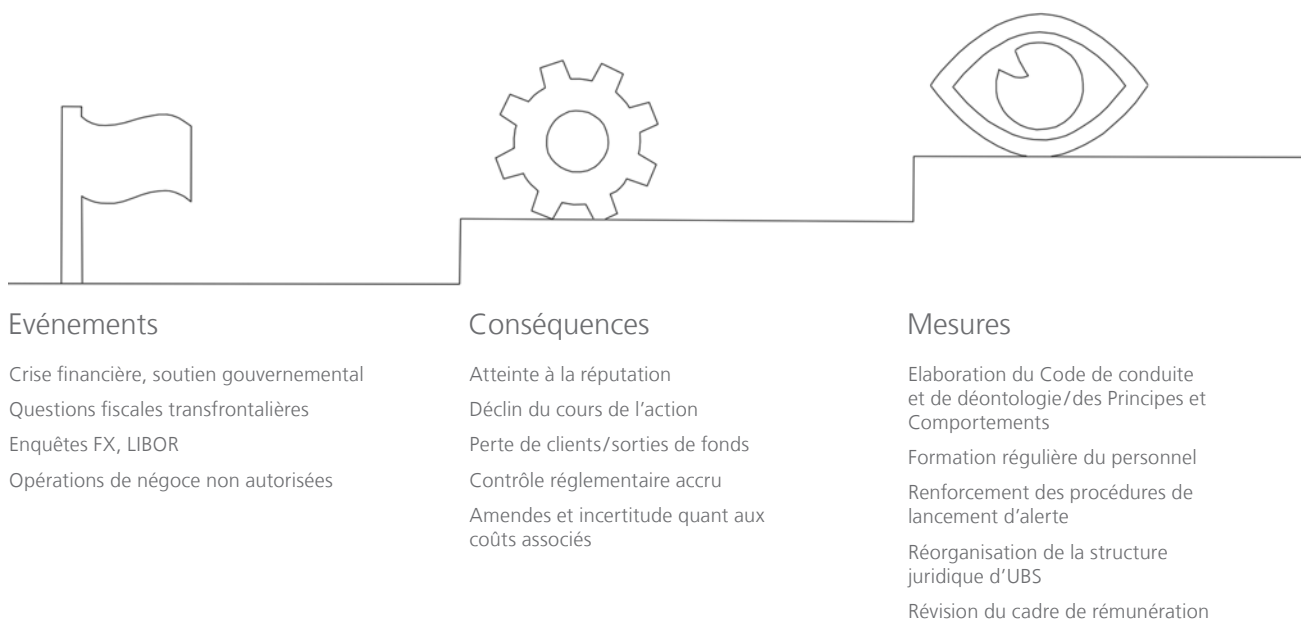 Evénements
Crise financière, soutien gouvernemental
Questions fiscales transfrontalières
Enquêtes FX, LIBOR
Opérations de négoce non autorisées
Conséquences
Atteinte à la réputation
Déclin du cours de l'action
Perte de clients/sorties de fonds
Contrôle réglementaire accru
Amendes et incertitude quant aux
coûts associés
Mesures
Elaboration du Code de conduite
et de déontologie/des Principes et
Comportements
Formation régulière du personnel
Renforcement des procédures de
lancement d'alerte
Réorganisation de la structure
juridique d'UBS
Révision du cadre de rémunération